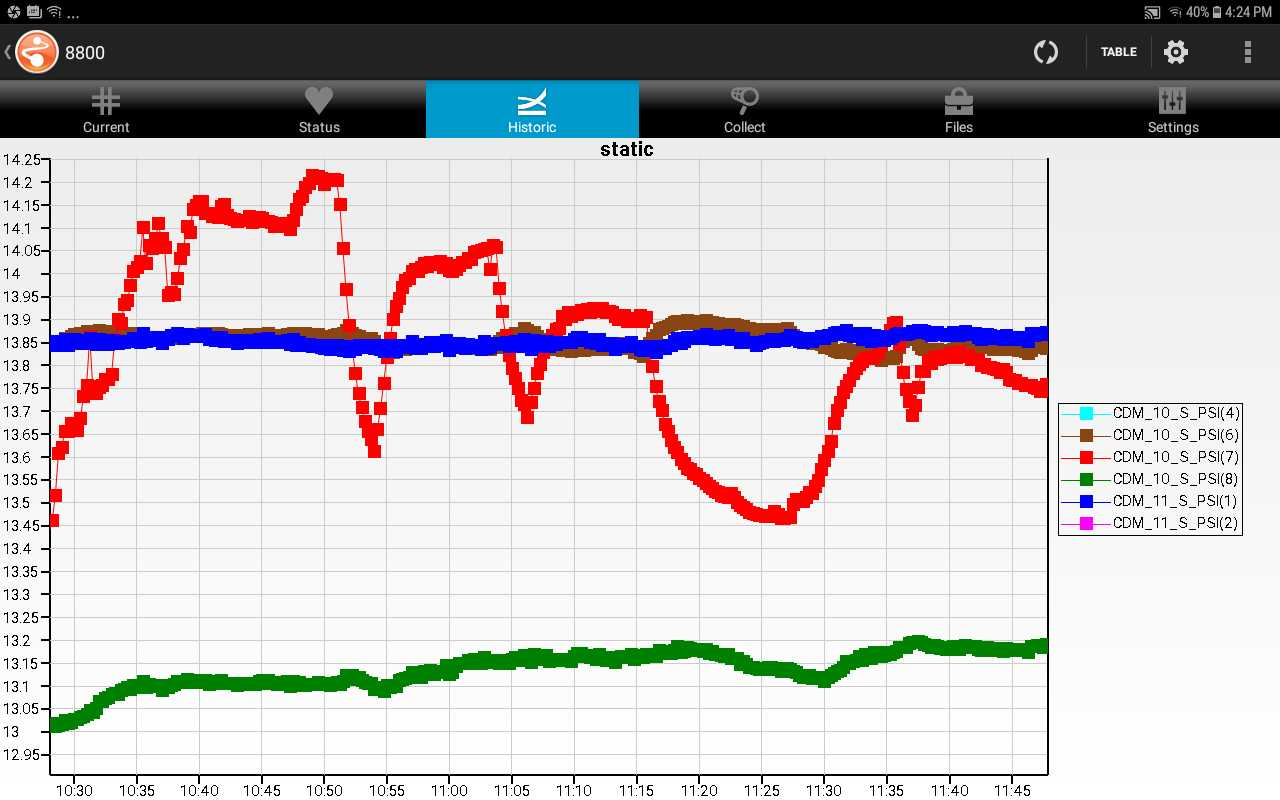 ... 40% 4:24 PM
8800 TABLE
Current Status Historic Collect Files Settings
static
14.25
14.2
14.15
14.1
14.05
14
13.95
13.9
13.85
13.8
13.75
13.7
13.65
13.6
13.55
13.5
13.45
13.4
13.35
13.3
13.25
13.2
13.15
13.1
13.05
13
12.95
CDM_10_S_PSI(4)
CDM_10_S_PSI(6)
CDM_10_S_PSI(7)
CDM_10_S_PSI(8)
CDM_11_S_PSI(1)
CDM_11_S_PSI(2)
10:30 10:35 10:40 10:45 10:50 10:55 11:00 11:05 11:10 11:15 11:20 11:25 11:30 11:35 11:40 11:45